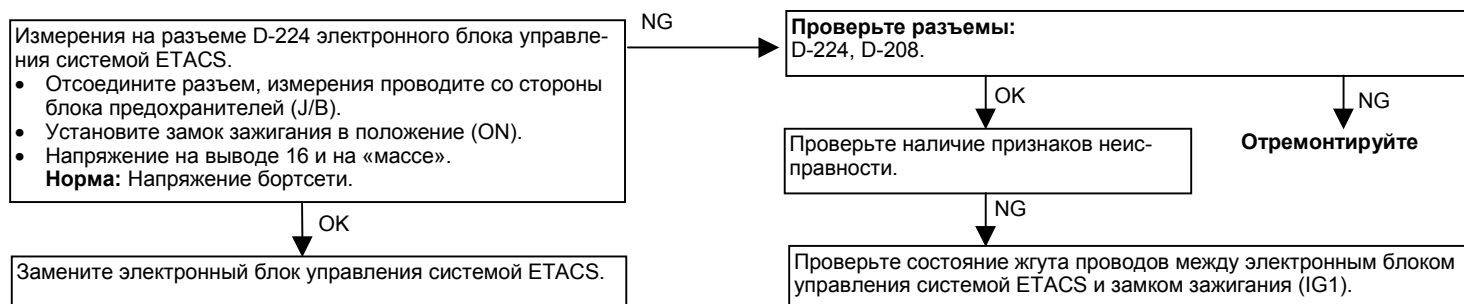 Измерения на разъеме D-224 электронного блока управле-
ния системой ETACS.
• Отсоедините разъем, измерения проводите со стороны
блока предохранителей (J/B).
• Установите замок зажигания в положение (ON).
• Напряжение на выводе 16 и на «массе».
Норма: Напряжение бортсети.
NG
Проверьте разъемы:
D-224, D-208.
OK
NG
Проверьте наличие признаков неис-
правности.
Отремонтируйте
OK
NG
Замените электронный блок управления системой ETACS.
Проверьте состояние жгута проводов между электронным блоком
управления системой ETACS и замком зажигания (IG1).